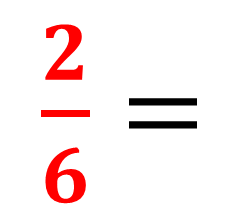 2/6 =